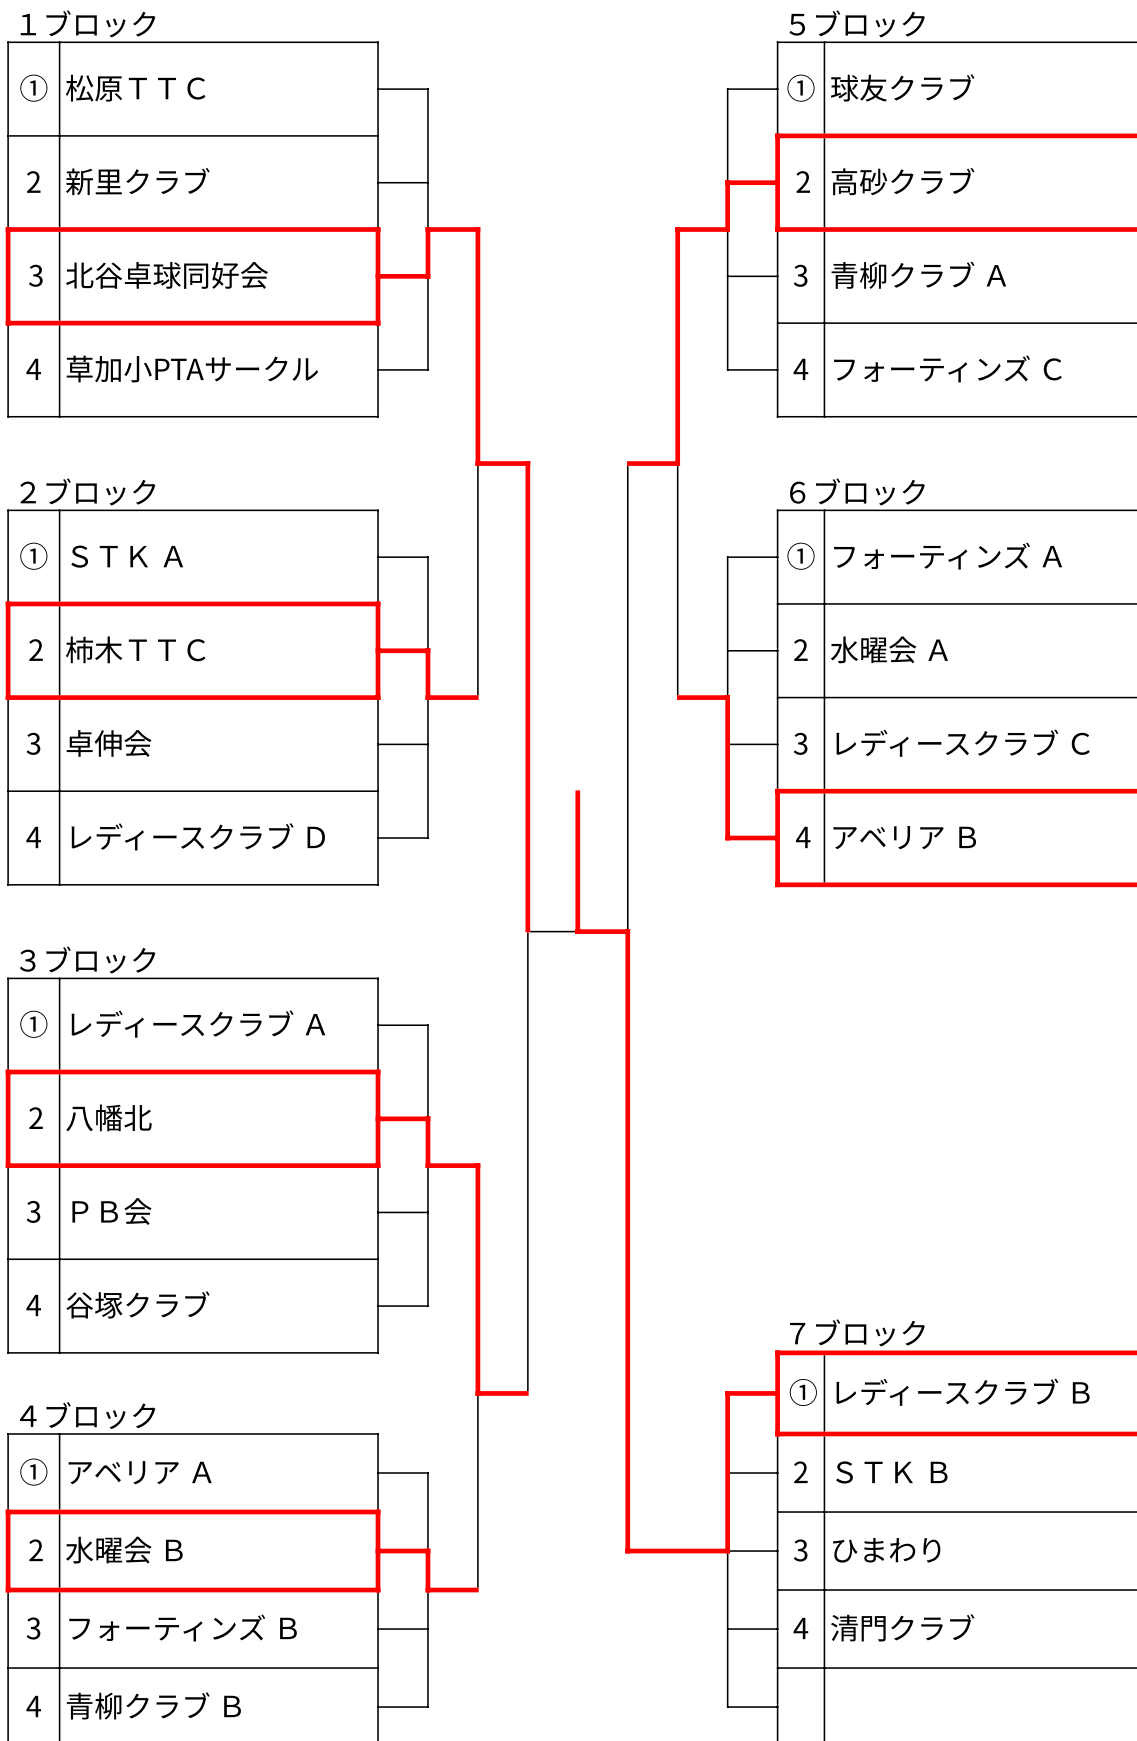 １ブロック
① 松原ＴＴＣ
2 新里クラブ
3 北谷卓球同好会
4 草加小PTAサークル
２ブロック
① ＳＴＫ Ａ
2 柿木ＴＴＣ
3 卓伸会
4 レディースクラブ Ｄ
３ブロック
① レディースクラブ Ａ
2 八幡北
3 ＰＢ会
4 谷塚クラブ
４ブロック
① アベリア Ａ
2 水曜会 Ｂ
3 フォーティンズ Ｂ
4 青柳クラブ Ｂ
５ブロック
① 球友クラブ
2 高砂クラブ
3 青柳クラブ Ａ
4 フォーティンズ Ｃ
６ブロック
① フォーティンズ Ａ
2 水曜会 Ａ
3 レディースクラブ Ｃ
4 アベリア Ｂ
７ブロック
① レディースクラブ Ｂ
2 ＳＴＫ Ｂ
3 ひまわり
4 清門クラブ